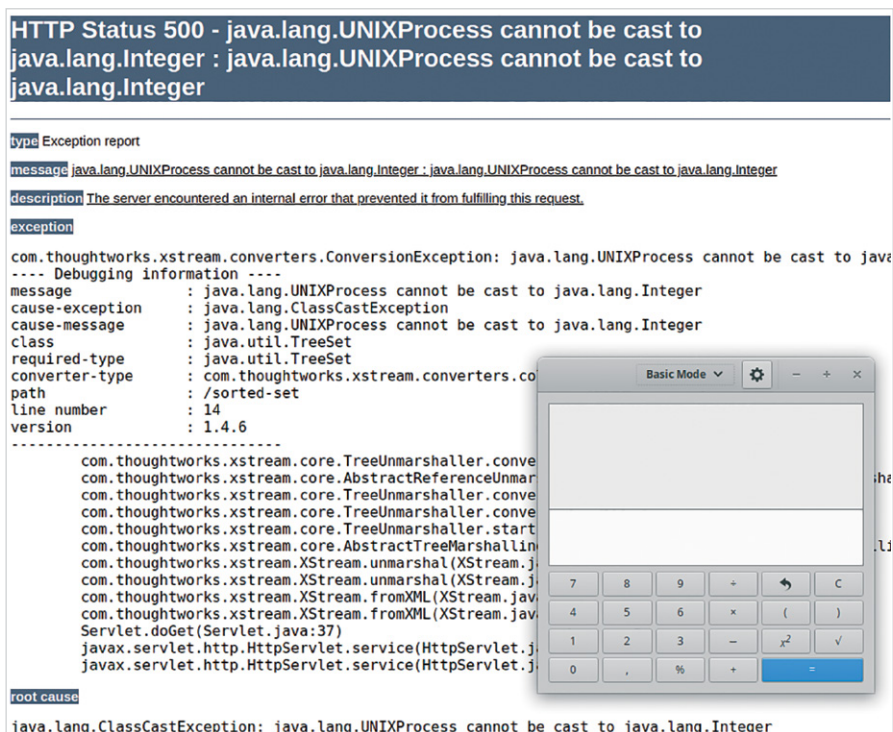 HTTP Status 500 - java.lang.UNIXProcess cannot be cast to
java.lang.Integer : java.lang.UNIXProcess cannot be cast to
java.lang.Integer
type Exception report
message java.lang.UNIXProcess cannot be cast to java.lang.Integer : java.lang.UNIXProcess cannot be cast to java.lang.Integer
description The server encountered an internal error that prevented it from fulfilling this request.
exception
com.thoughtworks.xstream.converters.ConversionException: java.lang.UNIXProcess cannot be cast to java
---- Debugging information ----
message : java.lang.UNIXProcess cannot be cast to java.lang.Integer
cause-exception : java.lang.ClassCastException
cause-message : java.lang.UNIXProcess cannot be cast to java.lang.Integer
class : java.util.TreeSet
required-type : java.util.TreeSet
converter-type : com.thoughtworks.xstream.converters.co
path : /sorted-set
line number : 14
version : 1.4.6
-------------------------------
com.thoughtworks.xstream.core.TreeUnmarshaller.conve
com.thoughtworks.xstream.core.AbstractReferenceUnmar
com.thoughtworks.xstream.core.TreeUnmarshaller.conve
com.thoughtworks.xstream.core.TreeUnmarshaller.conve
com.thoughtworks.xstream.core.TreeUnmarshaller.start
com.thoughtworks.xstream.core.AbstractTreeMarshallin
com.thoughtworks.xstream.XStream.unmarshal(XStream.j
com.thoughtworks.xstream.XStream.unmarshal(XStream.j
com.thoughtworks.xstream.XStream.fromXML(XStream.jav
com.thoughtworks.xstream.XStream.fromXML(XStream.jav
Servlet.doGet(Servlet.java:37)
javax.servlet.http.HttpServlet.service(HttpServlet.j
javax.servlet.http.HttpServlet.service(HttpServlet.j
Basic Mode
7 8 9 ÷ C
4 5 6 × ( )
1 2 3 − x² √
0 , % + =
root cause
java.lang.ClassCastException: java.lang.UNIXProcess cannot be cast to java.lang.Integer